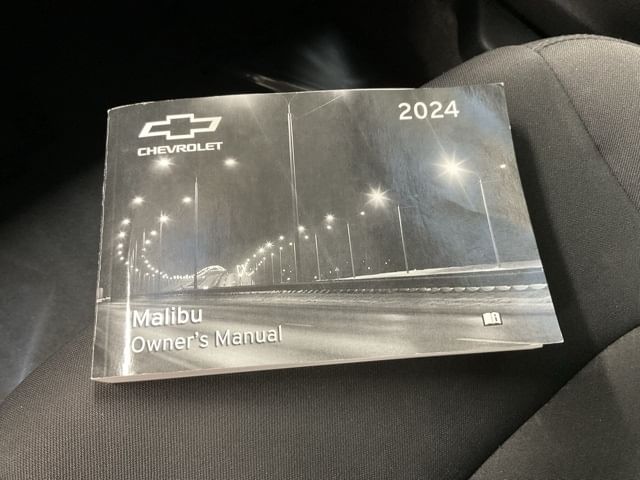 2024
CHEVROLET
Malibu
Owner's Manual